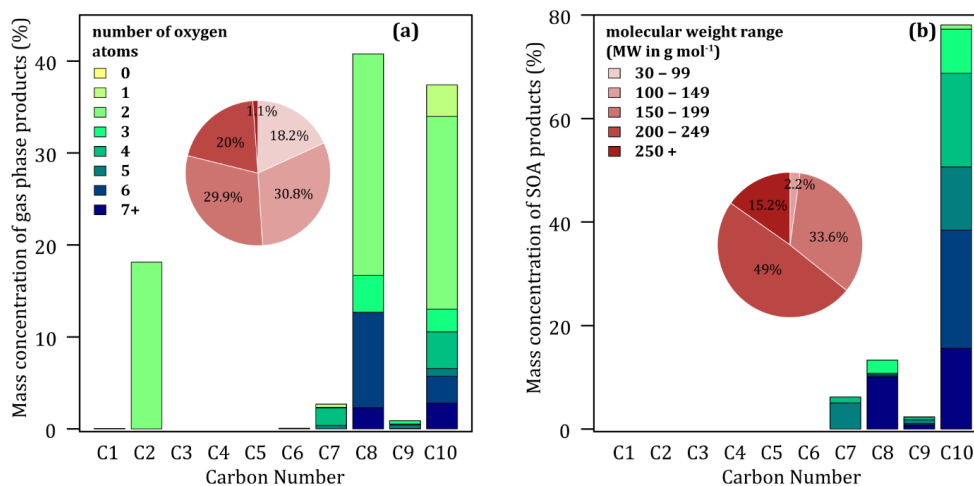 Mass concentration of gas phase products (%)
40
30
20
10
0
number of oxygen
atoms
0
1
2
3
4
5
6
7+
(a)
1.1%
18.2%
20%
30.8%
29.9%
C1 C2 C3 C4 C5 C6 C7 C8 C9 C10
Carbon Number
Mass concentration of SOA products (%)
80
60
40
20
0
molecular weight range
(MW in g mol⁻¹)
30 – 99
100 – 149
150 – 199
200 – 249
250 +
(b)
2.2%
15.2%
33.6%
49%
C1 C2 C3 C4 C5 C6 C7 C8 C9 C10
Carbon Number